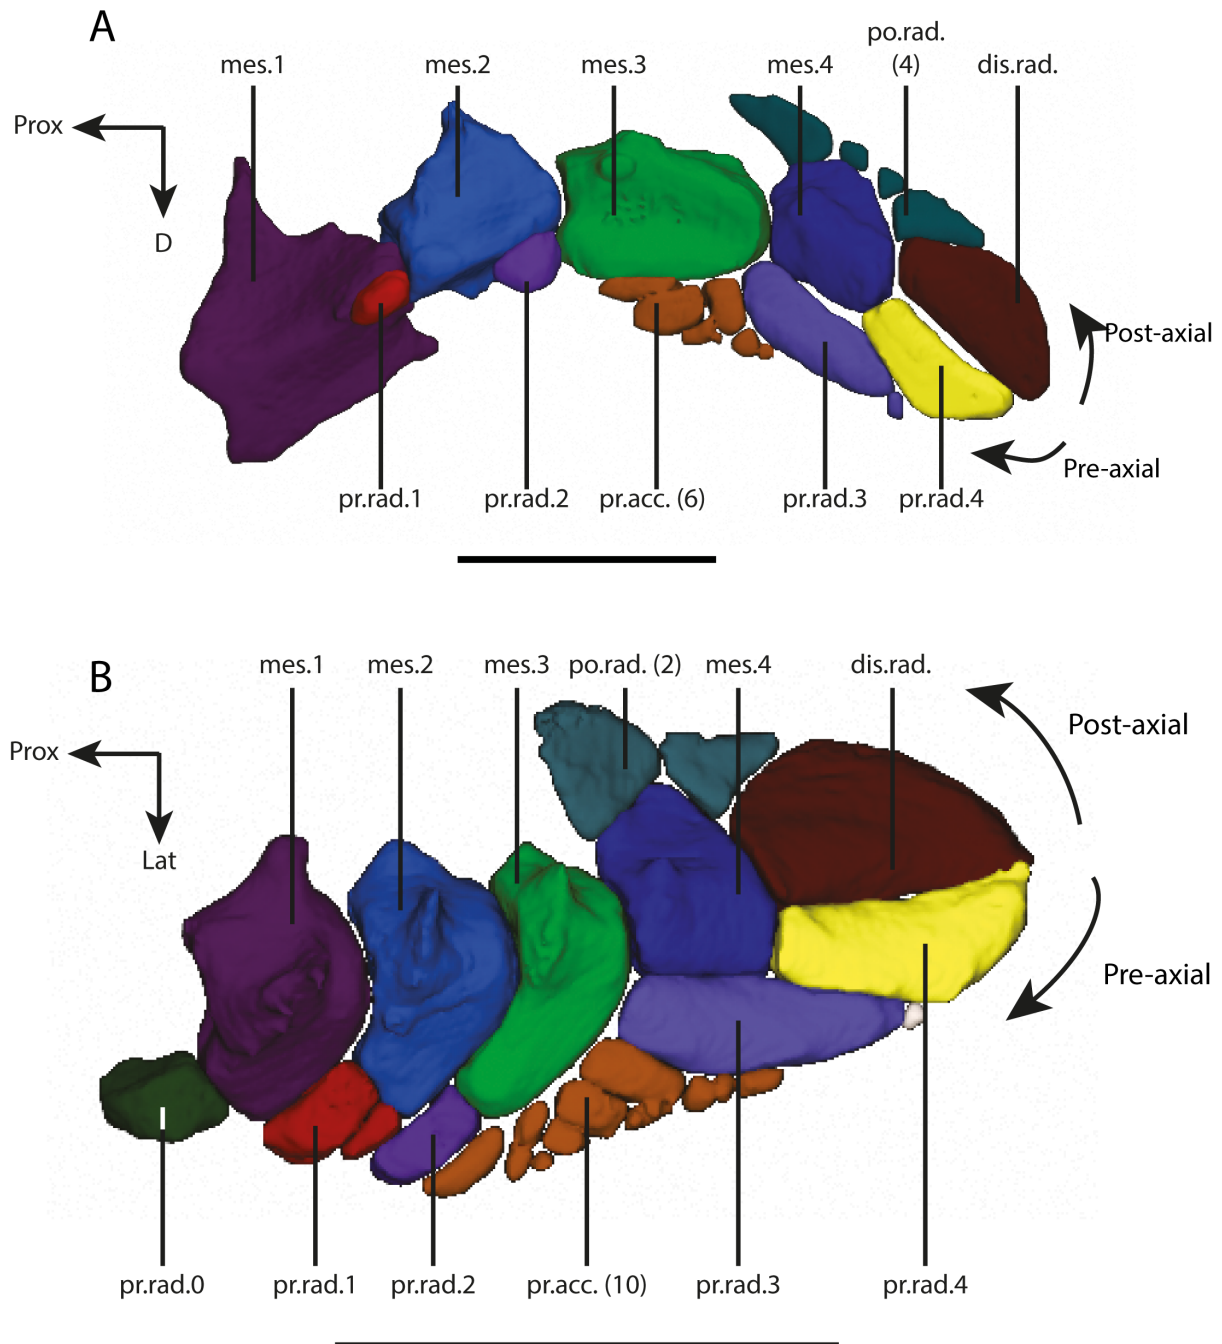 A
po.rad.
mes.1 mes.2 mes.3 mes.4 (4) dis.rad.
Prox
D
Post-axial
Pre-axial
pr.rad.1 pr.rad.2 pr.acc. (6) pr.rad.3 pr.rad.4
B
mes.1 mes.2 mes.3 po.rad. (2) mes.4 dis.rad.
Post-axial
Prox
Lat
Pre-axial
pr.rad.0 pr.rad.1 pr.rad.2 pr.acc. (10) pr.rad.3 pr.rad.4